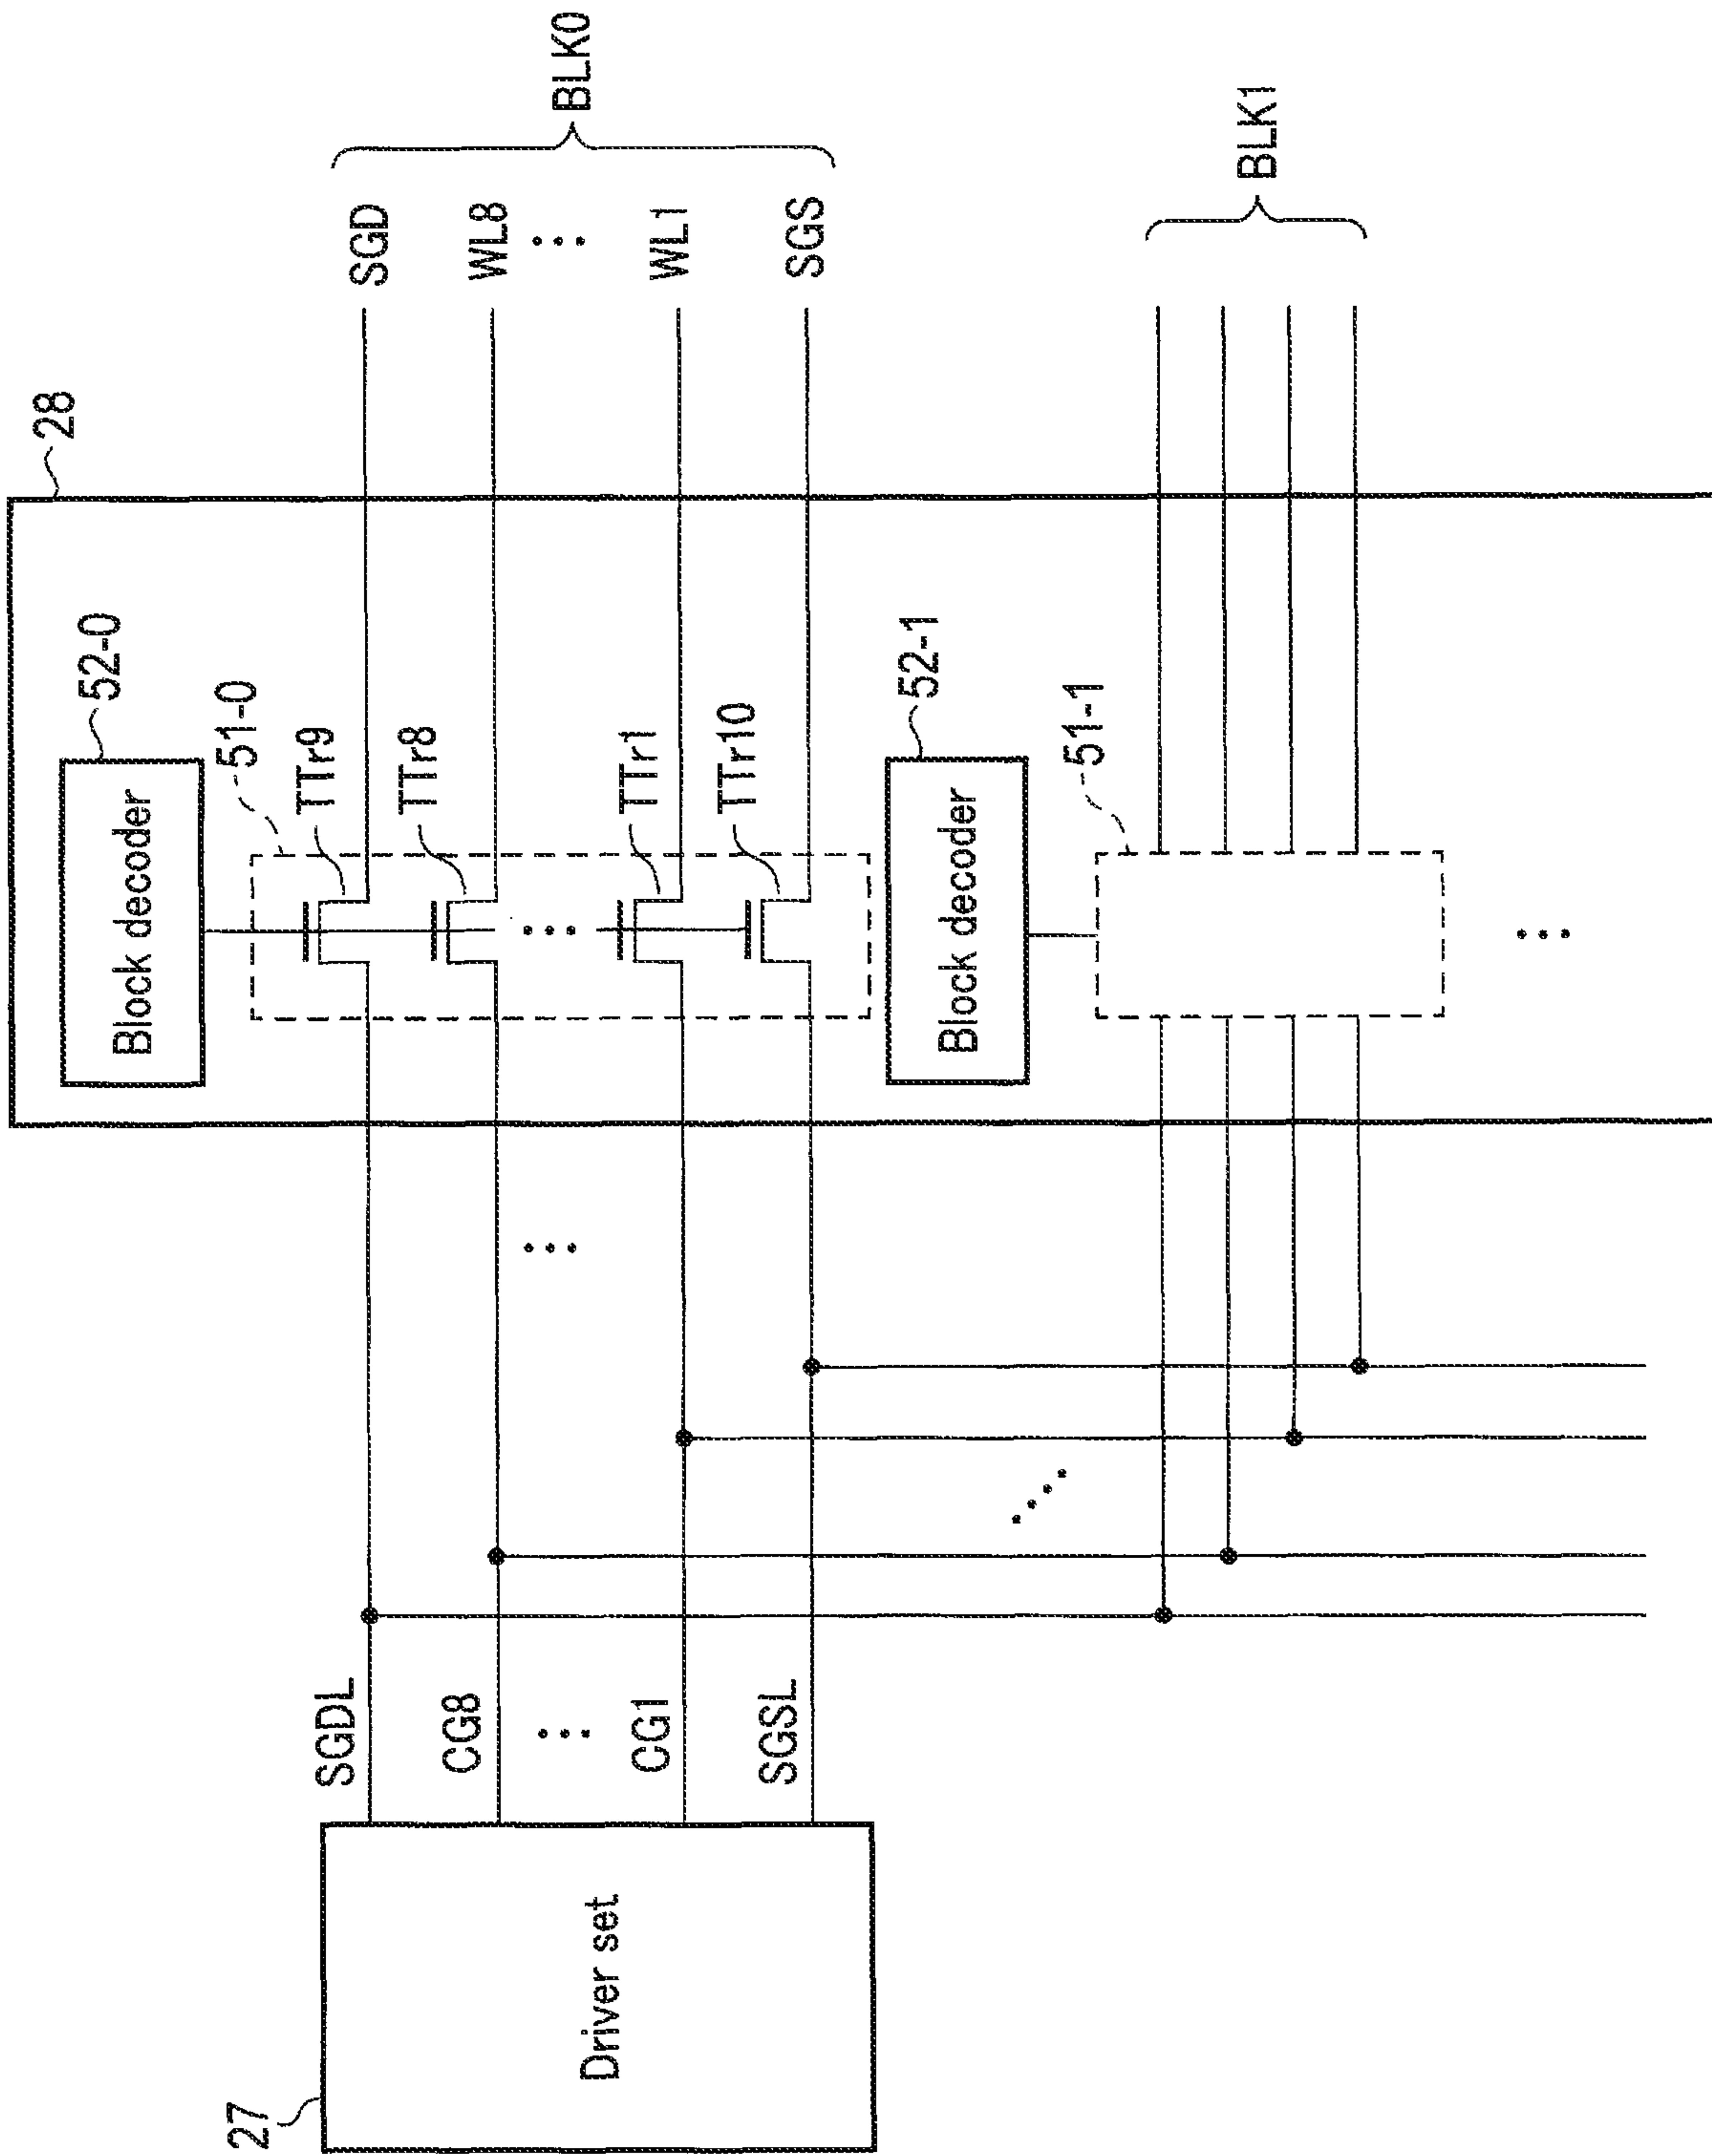 28
52-0
Block decoder
51-0
SGDL
TTr9
SGD
CG8
TTr8
WL8
BLK0
CG1
TTr1
WL1
SGSL
TTr10
SGS
27
Driver set
52-1
Block decoder
51-1
BLK1